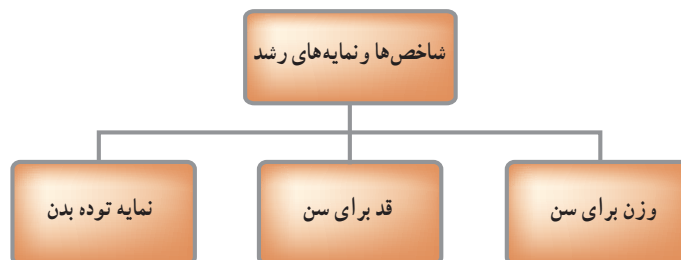 شاخص‌ها و نمایه‌های رشد
وزن برای سن
قد برای سن
نمایه توده بدن